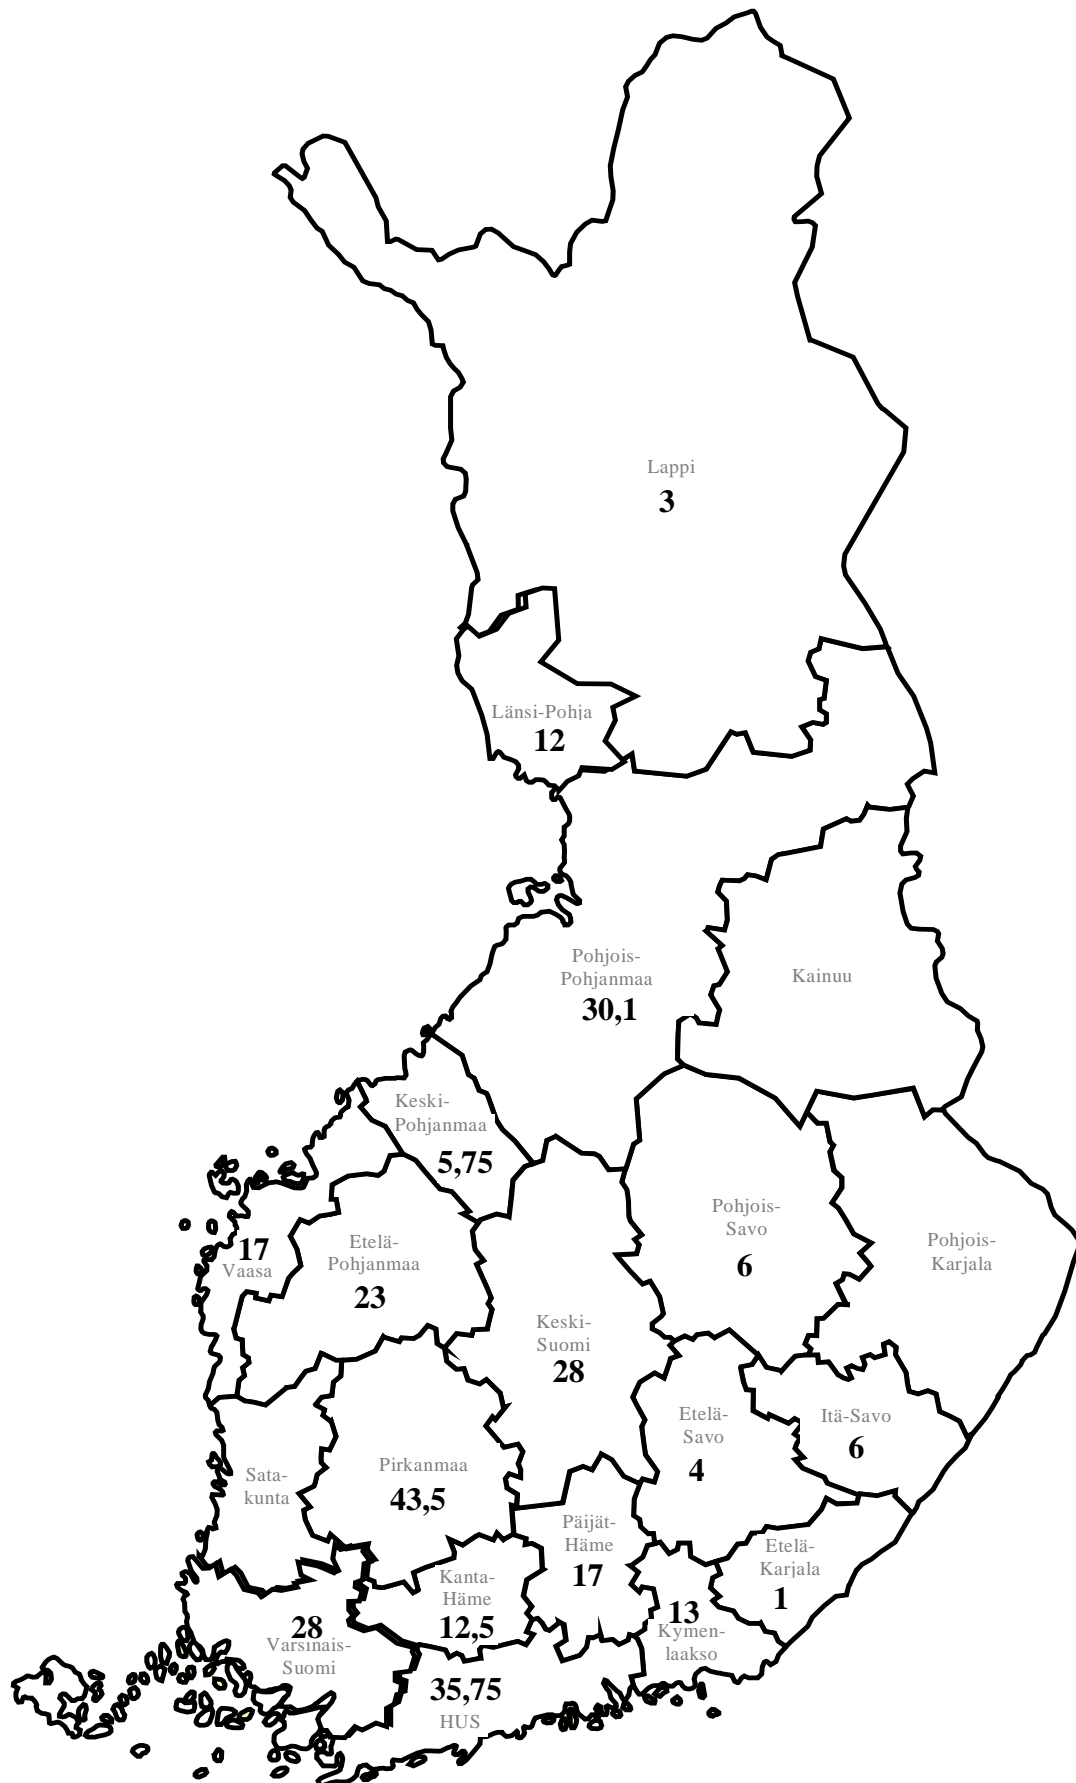 Lappi
3
Länsi-Pohja
12
Pohjois-
Pohjanmaa
30,1
Kainuu
Keski-
Pohjanmaa
5,75
17
Vaasa
Etelä-
Pohjanmaa
23
Pohjois-
Savo
6
Pohjois-
Karjala
Keski-
Suomi
28
Etelä-
Savo
4
Itä-Savo
6
Sata-
kunta
Pirkanmaa
43,5
Päijät-
Häme
17
Etelä-
Karjala
1
Kanta-
Häme
12,5
13
Kymen-
laakso
28
Varsinais-
Suomi
35,75
HUS